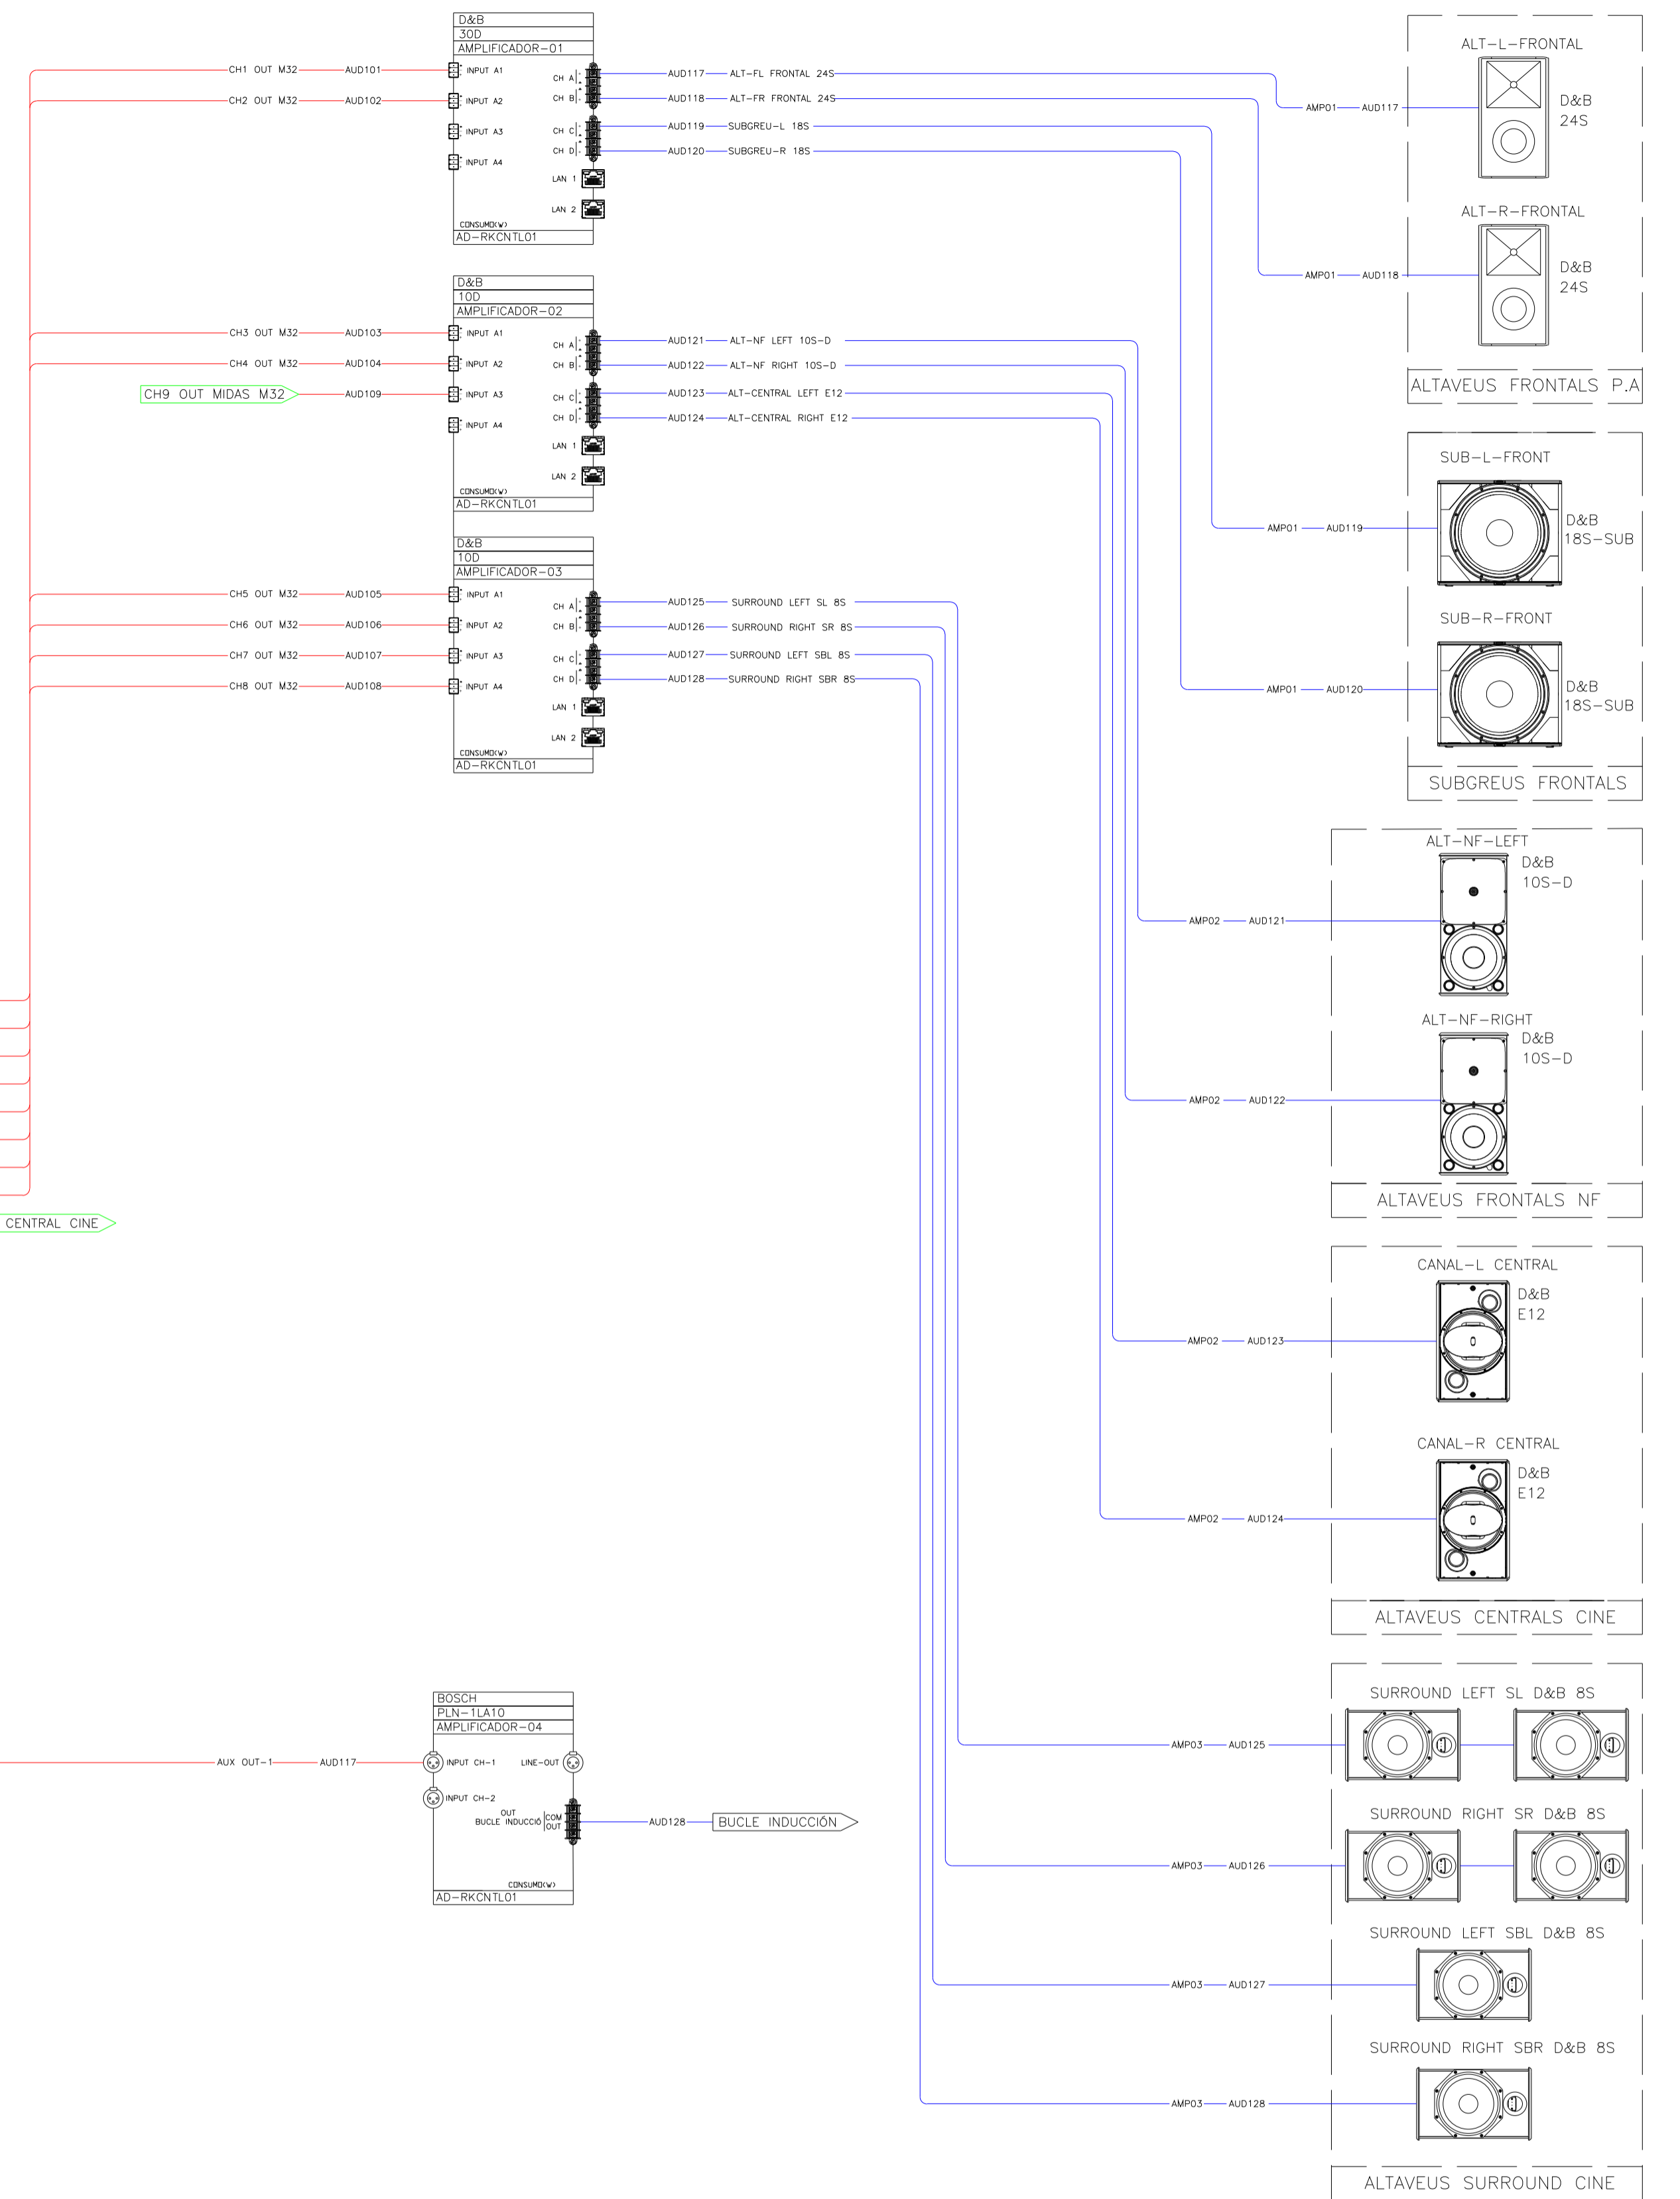 D&B
30D
AMPLIFICADOR-01
CH1 OUT M32 AUD101 INPUT A1
CH2 OUT M32 AUD102 INPUT A2
INPUT A3
INPUT A4
CH A
CH B
CH C
CH D
LAN 1
LAN 2
CONSUMO(W)
AD-RKCNTL01
AUD117 ALT-FL FRONTAL 24S
AUD118 ALT-FR FRONTAL 24S
AUD119 SUBGREU-L 18S
AUD120 SUBGREU-R 18S
D&B
10D
AMPLIFICADOR-02
CH3 OUT M32 AUD103 INPUT A1
CH4 OUT M32 AUD104 INPUT A2
CH9 OUT MIDAS M32 AUD109 INPUT A3
INPUT A4
CH A
CH B
CH C
CH D
LAN 1
LAN 2
CONSUMO(W)
AD-RKCNTL01
AUD121 ALT-NF LEFT 10S-D
AUD122 ALT-NF RIGHT 10S-D
AUD123 ALT-CENTRAL LEFT E12
AUD124 ALT-CENTRAL RIGHT E12
D&B
10D
AMPLIFICADOR-03
CH5 OUT M32 AUD105 INPUT A1
CH6 OUT M32 AUD106 INPUT A2
CH7 OUT M32 AUD107 INPUT A3
CH8 OUT M32 AUD108 INPUT A4
CH A
CH B
CH C
CH D
LAN 1
LAN 2
CONSUMO(W)
AD-RKCNTL01
AUD125 SURROUND LEFT SL 8S
AUD126 SURROUND RIGHT SR 8S
AUD127 SURROUND LEFT SBL 8S
AUD128 SURROUND RIGHT SBR 8S
CENTRAL CINE
BOSCH
PLN-1LA10
AMPLIFICADOR-04
AUX OUT-1 AUD117 INPUT CH-1
LINE-OUT
INPUT CH-2
OUT
BUCLE INDUCCIÓ
COM
OUT
AUD128 BUCLE INDUCCIÓN
CONSUMO(W)
AD-RKCNTL01
ALT-L-FRONTAL
AMP01 AUD117
D&B
24S
ALT-R-FRONTAL
AMP01 AUD118
D&B
24S
ALTAVEUS FRONTALS P.A
SUB-L-FRONT
AMP01 AUD119
D&B
18S-SUB
SUB-R-FRONT
AMP01 AUD120
D&B
18S-SUB
SUBGREUS FRONTALS
ALT-NF-LEFT
D&B
10S-D
AMP02 AUD121
ALT-NF-RIGHT
D&B
10S-D
AMP02 AUD122
ALTAVEUS FRONTALS NF
CANAL-L CENTRAL
D&B
E12
AMP02 AUD123
CANAL-R CENTRAL
D&B
E12
AMP02 AUD124
ALTAVEUS CENTRALS CINE
SURROUND LEFT SL D&B 8S
AMP03 AUD125
SURROUND RIGHT SR D&B 8S
AMP03 AUD126
SURROUND LEFT SBL D&B 8S
AMP03 AUD127
SURROUND RIGHT SBR D&B 8S
AMP03 AUD128
ALTAVEUS SURROUND CINE